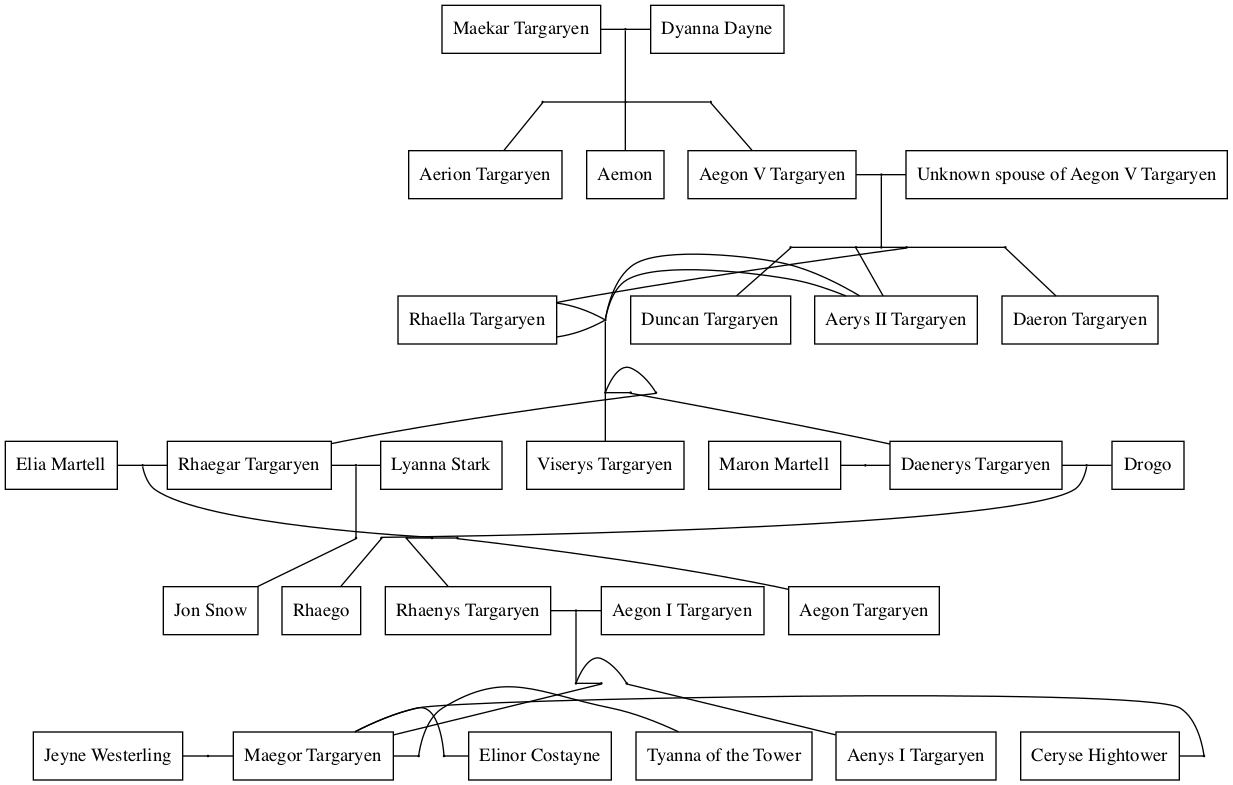 Maekar Targaryen
Dyanna Dayne
Aerion Targaryen
Aemon
Aegon V Targaryen
Unknown spouse of Aegon V Targaryen
Rhaella Targaryen
Duncan Targaryen
Aerys II Targaryen
Daeron Targaryen
Elia Martell
Rhaegar Targaryen
Lyanna Stark
Viserys Targaryen
Maron Martell
Daenerys Targaryen
Drogo
Jon Snow
Rhaego
Rhaenys Targaryen
Aegon I Targaryen
Aegon Targaryen
Jeyne Westerling
Maegor Targaryen
Elinor Costayne
Tyanna of the Tower
Aenys I Targaryen
Ceryse Hightower